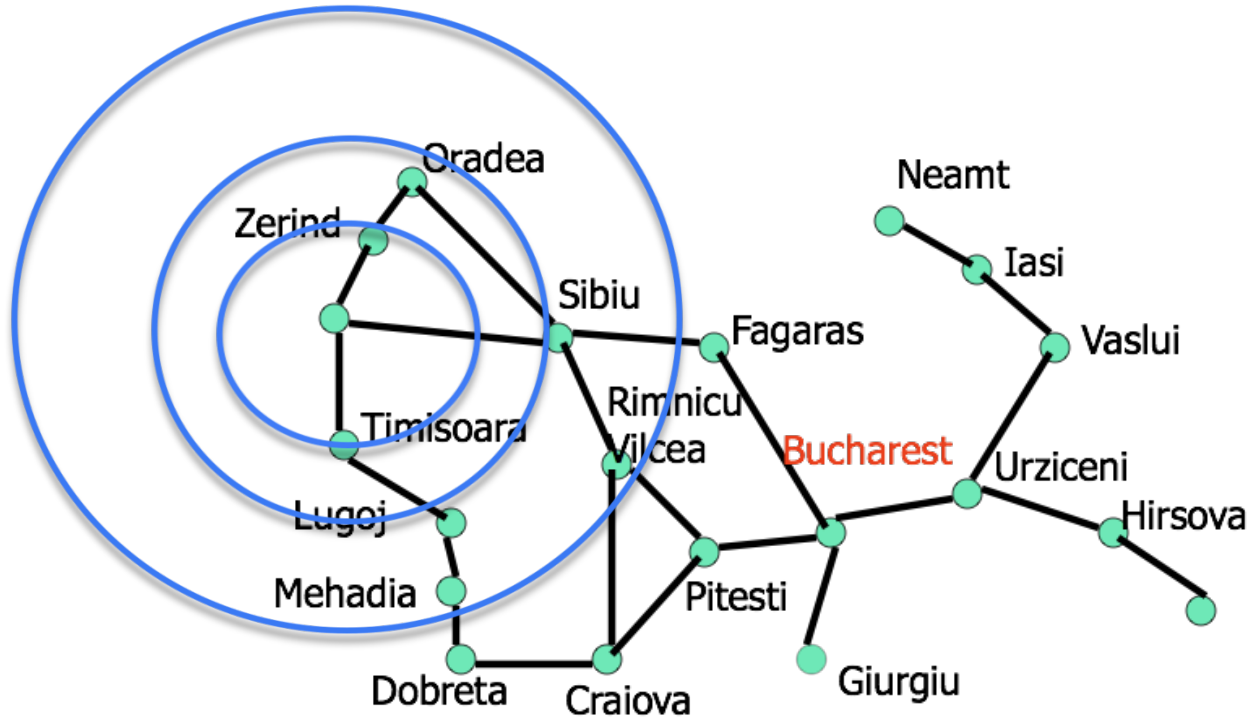 Oradea
Neamt
Zerind
Iasi
Sibiu
Fagaras
Vaslui
Rimnicu
Vilcea
Timisoara
Bucharest
Urziceni
Lugoj
Hirsova
Mehadia
Pitesti
Dobreta
Craiova
Giurgiu